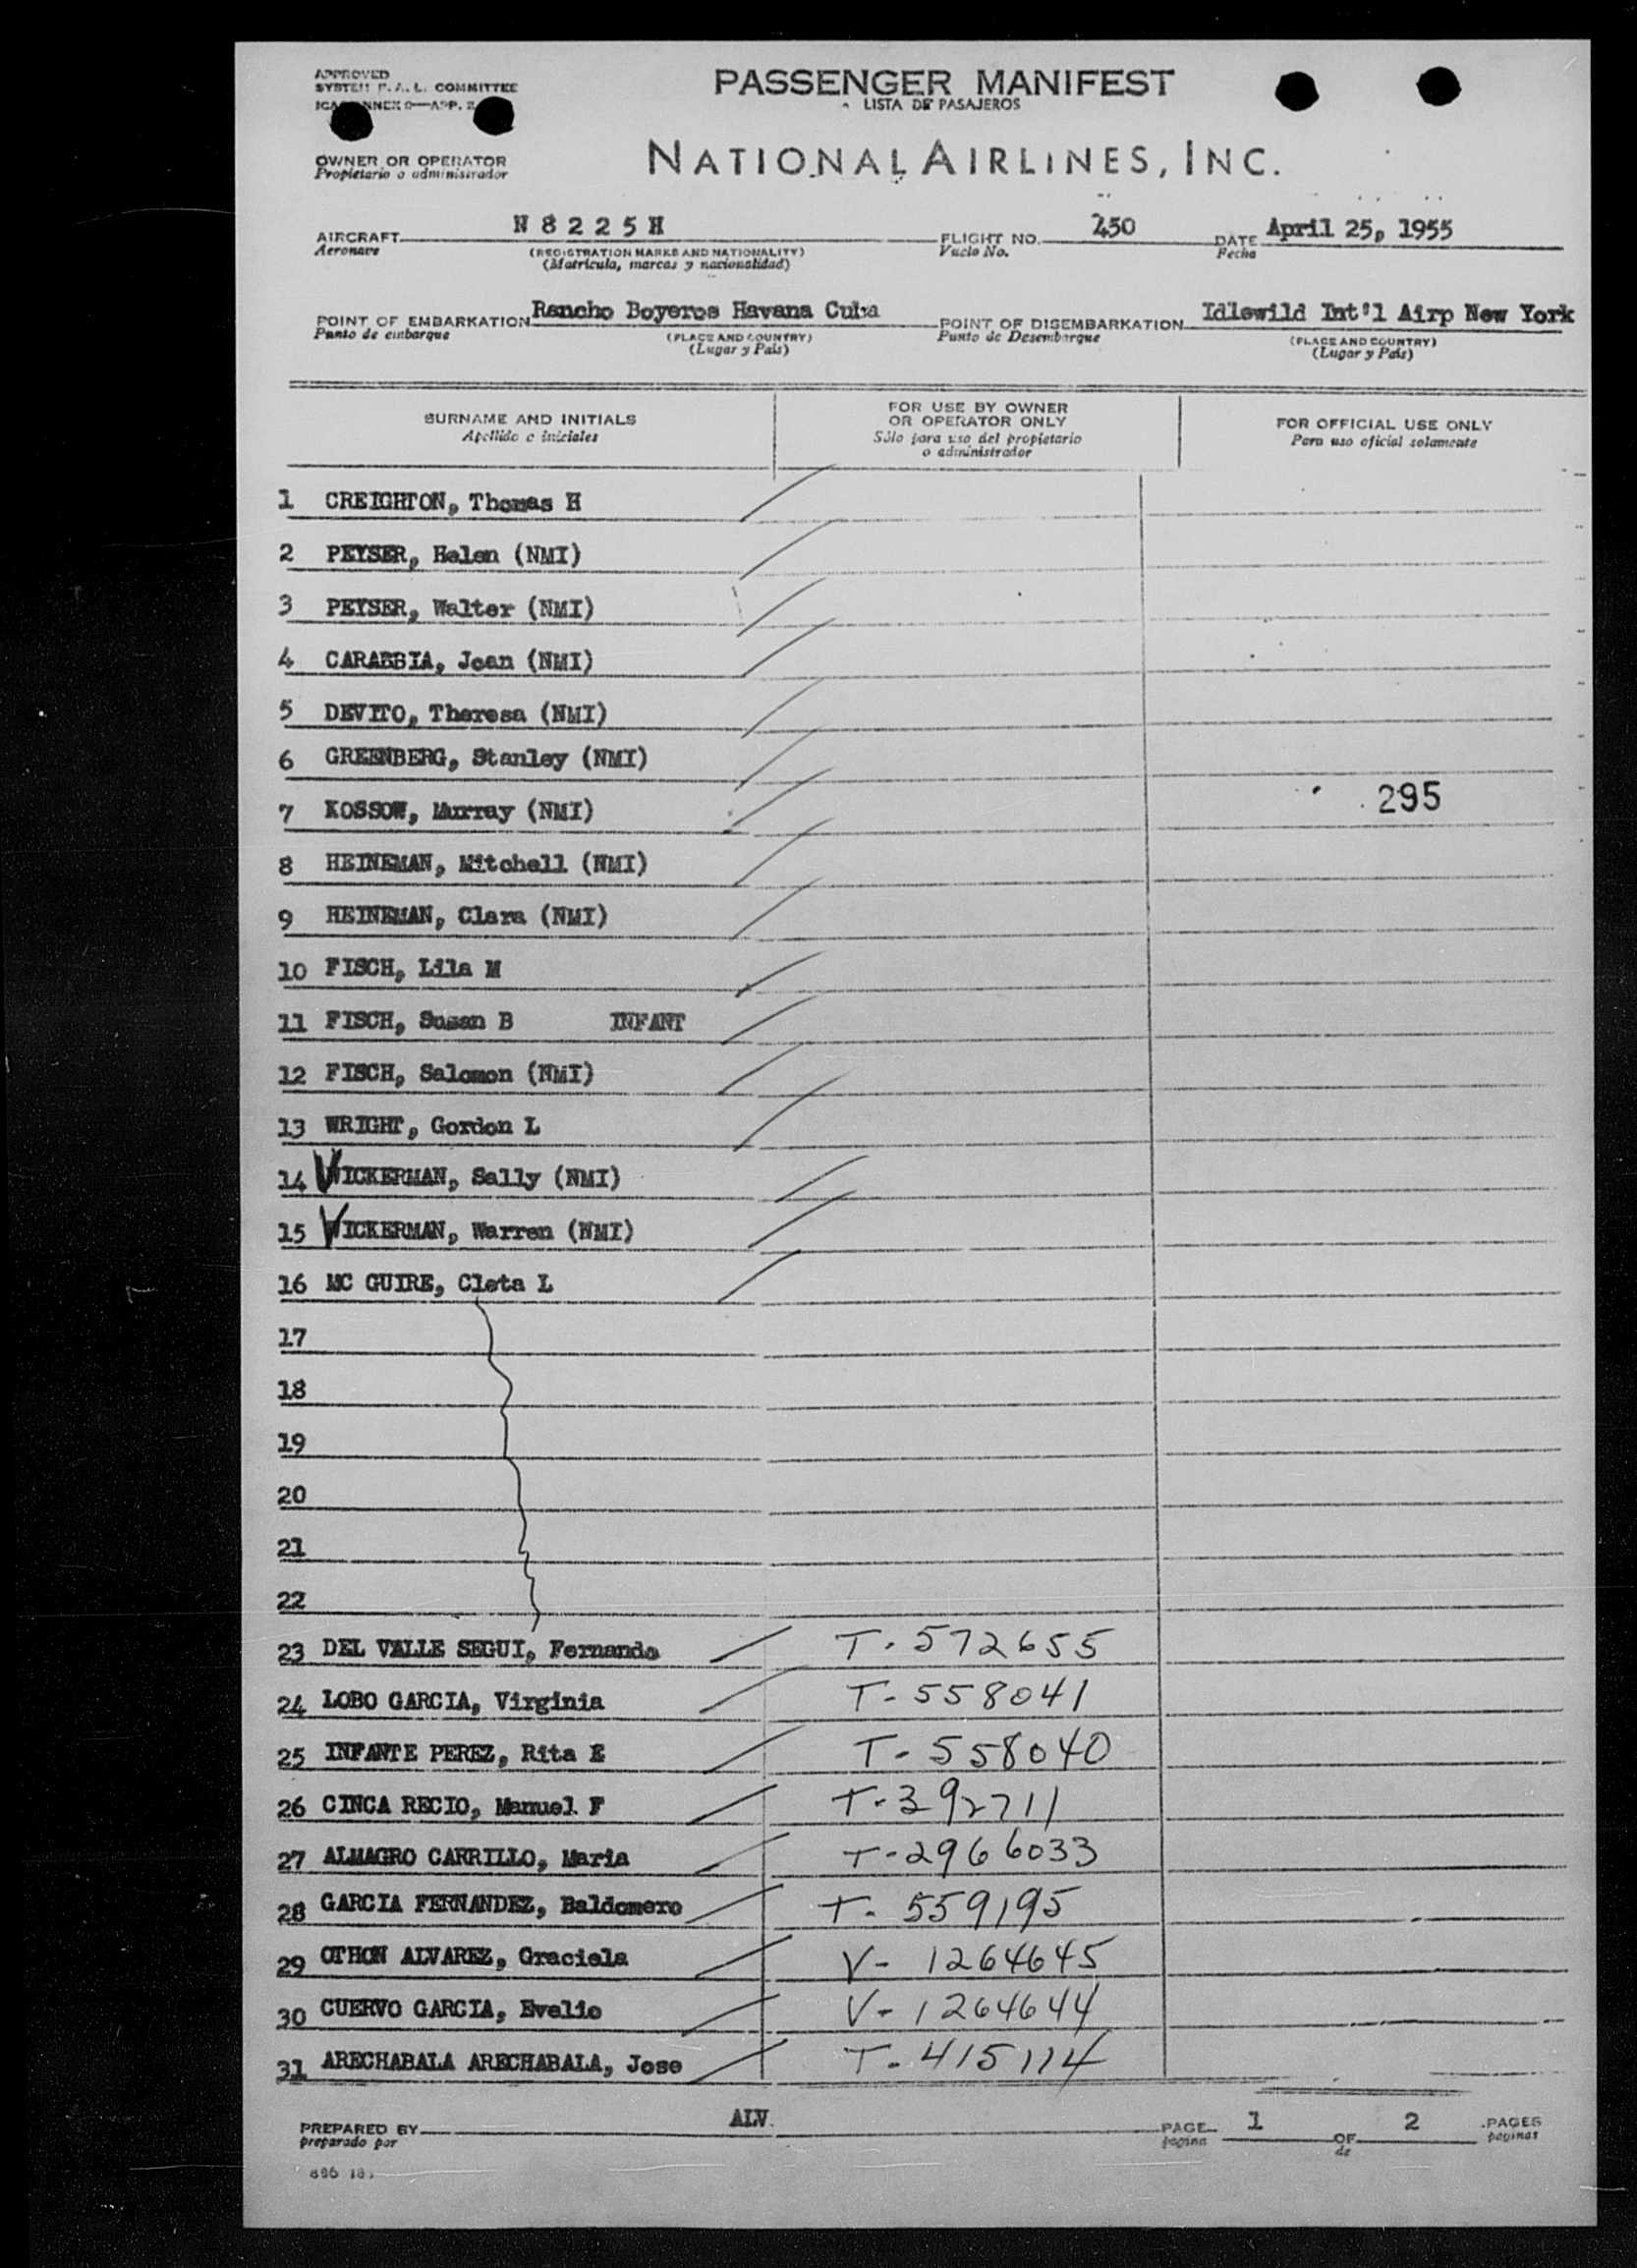 APPROVED
SYSTEM F.A.L. COMMITTEE
ICAO ANNEX 9—APP. 2
PASSENGER MANIFEST
LISTA DE PASAJEROS
OWNER OR OPERATOR
Propietario o administrador
NATIONAL AIRLINES, INC.
AIRCRAFT N 8 2 2 5 H FLIGHT NO. 450 DATE April 25, 1955
Aeronave (REGISTRATION MARKS AND NATIONALITY) Vuelo No. Fecha
(Matrícula, marcas y nacionalidad)
POINT OF EMBARKATION Rancho Boyeros Havana Cuba POINT OF DISEMBARKATION Idlewild Int'l Airp New York
Punto de embarque (PLACE AND COUNTRY) Punto de Desembarque (PLACE AND COUNTRY)
(Lugar y País) (Lugar y País)
SURNAME AND INITIALS FOR USE BY OWNER OR OPERATOR ONLY FOR OFFICIAL USE ONLY
Apellido e iniciales Sólo para uso del propietario o administrador Para uso oficial solamente
1 CREIGHTON, Thomas H
2 PEYSER, Helen (NMI)
3 PEYSER, Walter (NMI)
4 CARABBIA, Jean (NMI)
5 DEVITO, Theresa (NMI)
6 GREENBERG, Stanley (NMI)
7 KOSSOW, Murray (NMI) 295
8 HEINEMAN, Mitchell (NMI)
9 HEINEMAN, Clara (NMI)
10 FISCH, Lila M
11 FISCH, Susan B INFANT
12 FISCH, Salomon (NMI)
13 WRIGHT, Gordon L
14 VICKERMAN, Sally (NMI)
15 VICKERMAN, Warren (NMI)
16 MC GUIRE, Cleta L
17
18
19
20
21
22
23 DEL VALLE SEGUI, Fernando T-572655
24 LOBO GARCIA, Virginia T-558041
25 INFANTE PEREZ, Rita E T-558040
26 CINCA RECIO, Manuel F T-392711
27 ALMAGRO CARRILLO, Maria T-2966033
28 GARCIA FERNANDEZ, Baldomero T-559195
29 OTHON ALVAREZ, Graciela V-1264645
30 CUERVO GARCIA, Evelio V-1264644
31 ARECHABALA ARECHABALA, Jose T-415114
PREPARED BY ALV. PAGE 1 OF 2 PAGES
preparado por pagina de paginas